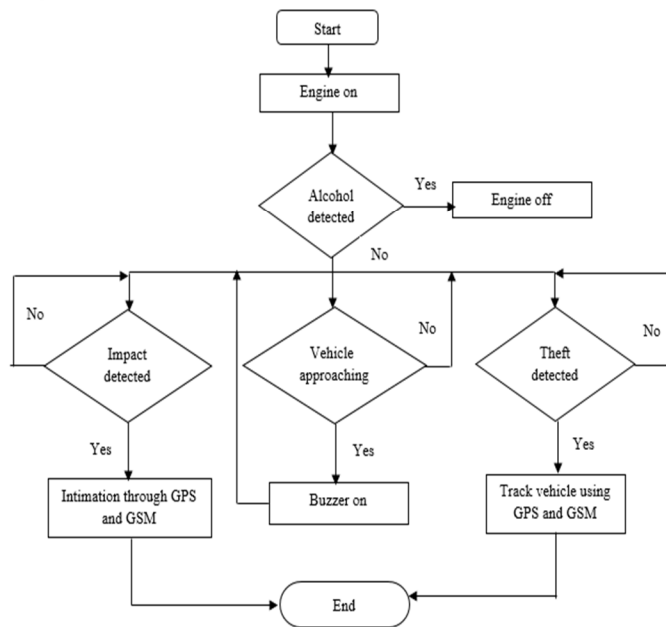 Start
Engine on
Alcohol
detected
Yes
Engine off
No
No
Impact
detected
Vehicle
approaching
No
Theft
detected
No
Yes
Yes
Yes
Intimation through GPS
and GSM
Buzzer on
Track vehicle using
GPS and GSM
End